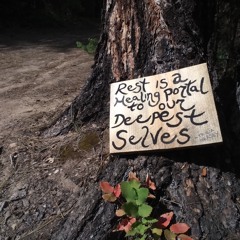 Rest is a
Healing portal
to our
Deepest
Selves